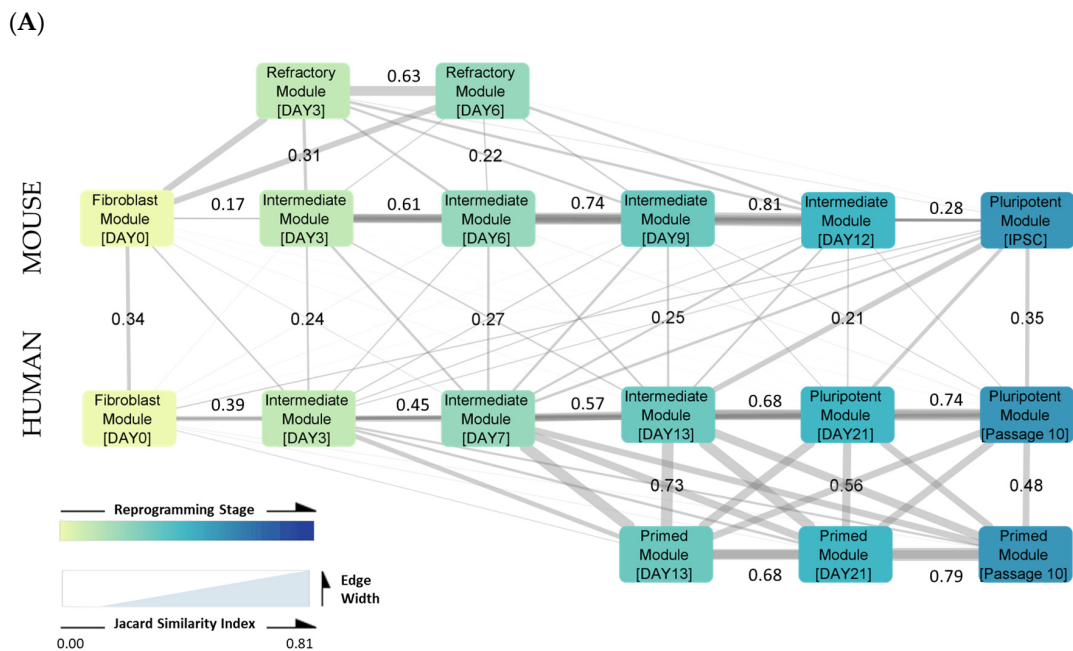 (A)
MOUSE
HUMAN
Refractory
Module
[DAY3]
0.63
Refractory
Module
[DAY6]
0.31
0.22
Fibroblast
Module
[DAY0]
0.17
Intermediate
Module
[DAY3]
0.61
Intermediate
Module
[DAY6]
0.74
Intermediate
Module
[DAY9]
0.81
Intermediate
Module
[DAY12]
0.28
Pluripotent
Module
[IPSC]
0.34
0.24
0.27
0.25
0.21
0.35
Fibroblast
Module
[DAY0]
0.39
Intermediate
Module
[DAY3]
0.45
Intermediate
Module
[DAY7]
0.57
Intermediate
Module
[DAY13]
0.68
Pluripotent
Module
[DAY21]
0.74
Pluripotent
Module
[Passage 10]
0.73
0.56
0.48
Primed
Module
[DAY13]
0.68
Primed
Module
[DAY21]
0.79
Primed
Module
[Passage 10]
Reprogramming Stage
Edge
Width
Jacard Similarity Index
0.00
0.81